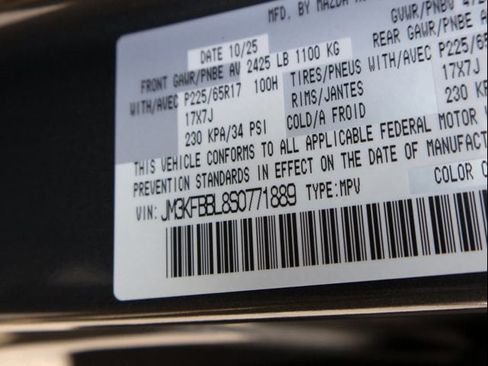 MFD. BY MAZDA
GVWR/PNBV
DATE 10/25
FRONT GAWR/PNBE AV 2425 LB 1100 KG
REAR GAWR/PNBE
WITH/AVEC P225/65R17 100H TIRES/PNEUS WITH/AVEC P225/
17X7J RIMS/JANTES 17X7J
230 KPA/34 PSI COLD/A FROID 230 KP
THIS VEHICLE CONFORMS TO ALL APPLICABLE FEDERAL MOTOR
PREVENTION STANDARDS IN EFFECT ON THE DATE OF MANUFACT
VIN: JM3KFBBL8S0771889 TYPE:MPV
COLOR